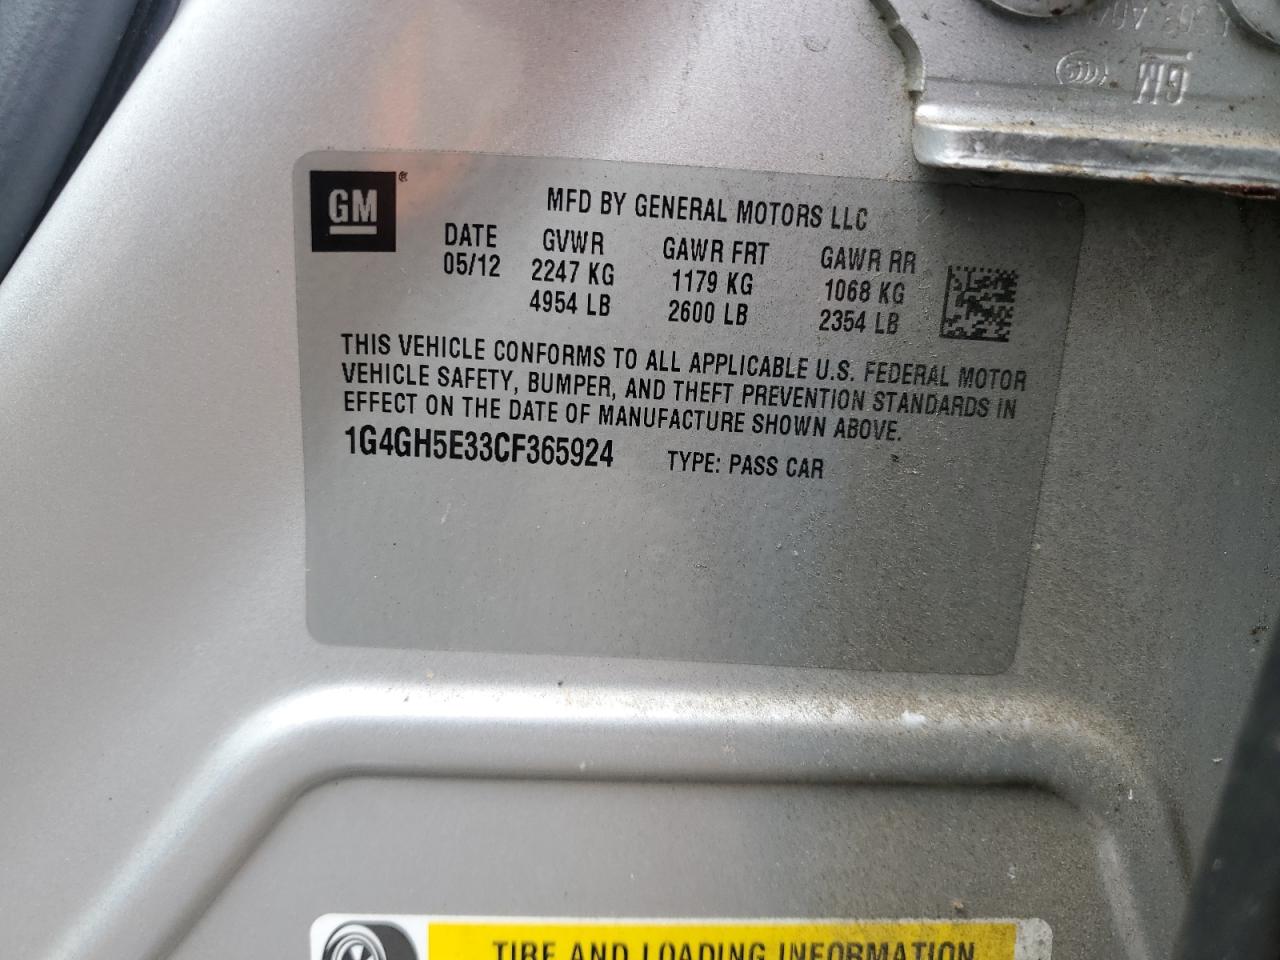 GM
GM®
MFD BY GENERAL MOTORS LLC
DATE GVWR GAWR FRT GAWR RR
05/12 2247 KG 1179 KG 1068 KG
4954 LB 2600 LB 2354 LB
THIS VEHICLE CONFORMS TO ALL APPLICABLE U.S. FEDERAL MOTOR
VEHICLE SAFETY, BUMPER, AND THEFT PREVENTION STANDARDS IN
EFFECT ON THE DATE OF MANUFACTURE SHOWN ABOVE.
1G4GH5E33CF365924 TYPE: PASS CAR
TIRE AND LOADING INFORMATION